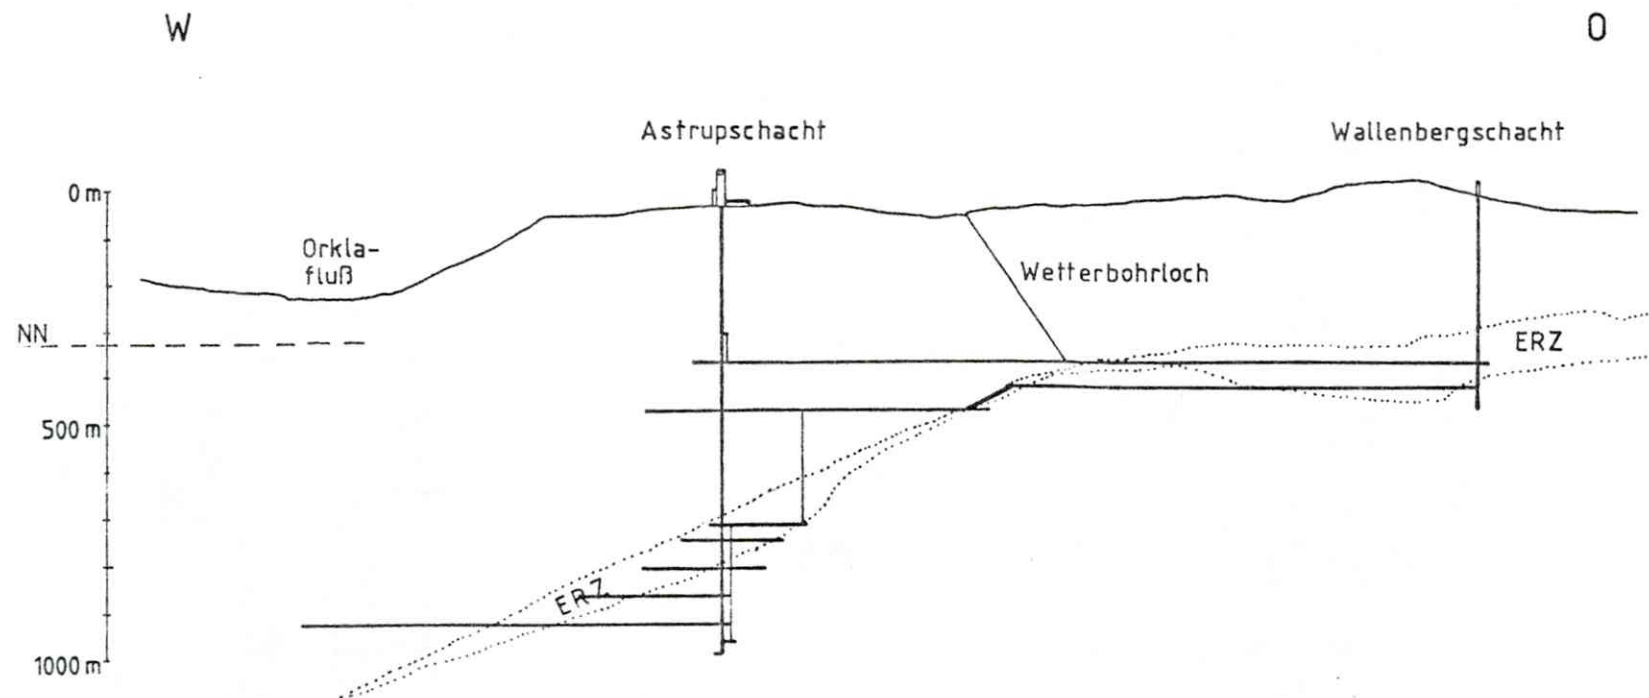 W
O
Astrupschacht
Wallenbergschacht
0 m
Orkla-
fluß
Wetterbohrloch
NN
ERZ
500 m
ERZ
1000 m